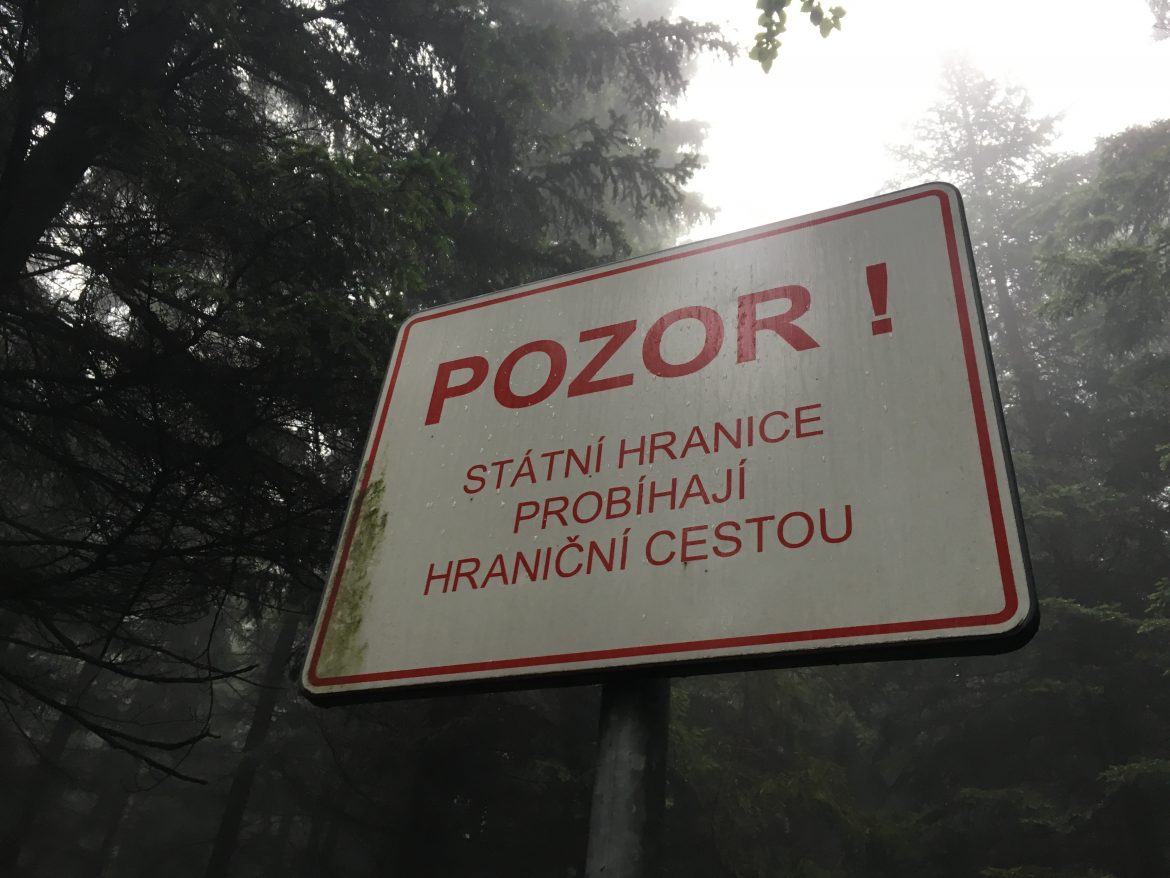 POZOR !
STÁTNÍ HRANICE
PROBÍHAJÍ
HRANIČNÍ CESTOU